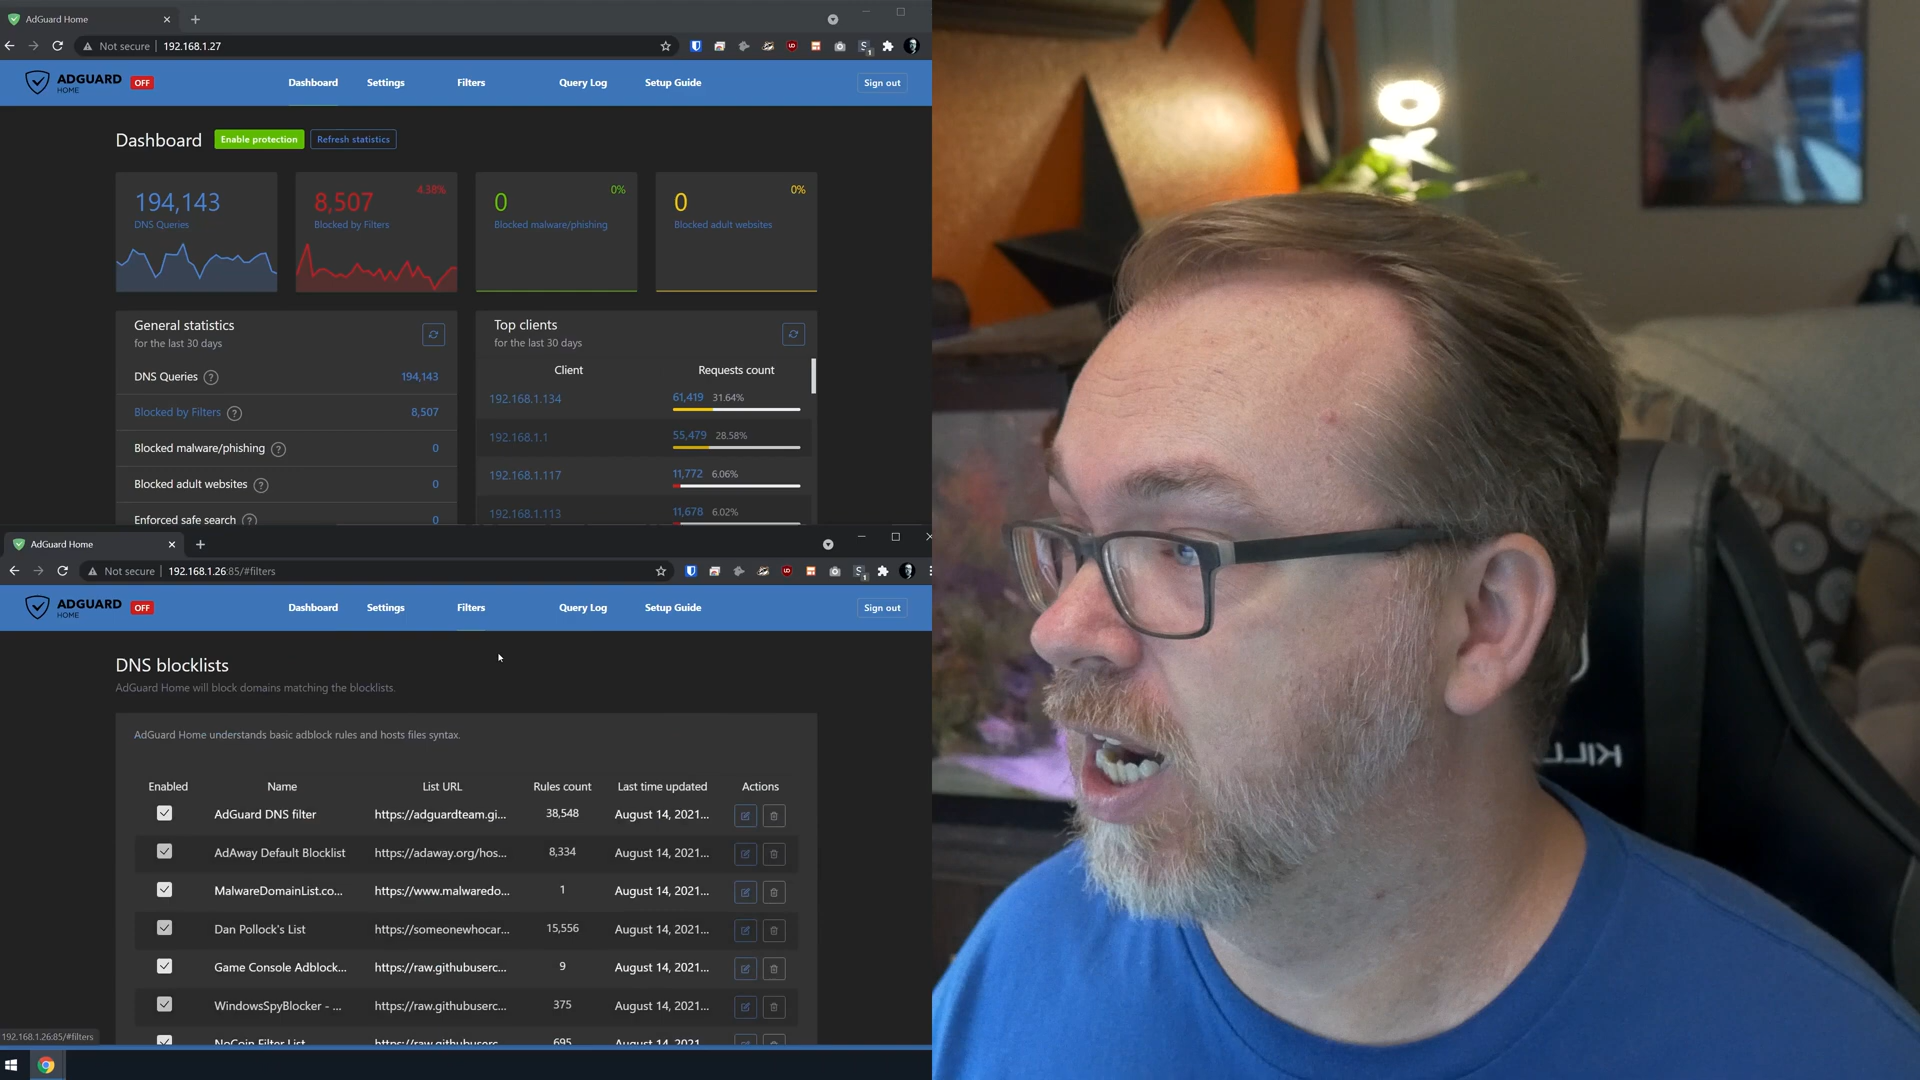 AdGuard Home
Not secure 192.168.1.27
ADGUARD HOME OFF
Dashboard Settings Filters Query Log Setup Guide Sign out
Dashboard Enable protection Refresh statistics
194,143
DNS Queries
4.38%
8,507
Blocked by Filters
0%
0
Blocked malware/phishing
0%
0
Blocked adult websites
General statistics
for the last 30 days
DNS Queries ? 194,143
Blocked by Filters ? 8,507
Blocked malware/phishing ? 0
Blocked adult websites ? 0
Enforced safe search ? 0
Top clients
for the last 30 days
Client Requests count
192.168.1.134 61,419 31.64%
192.168.1.1 55,479 28.58%
192.168.1.117 11,772 6.06%
192.168.1.113 11,678 6.02%
AdGuard Home
Not secure 192.168.1.26:85/#filters
ADGUARD HOME OFF
Dashboard Settings Filters Query Log Setup Guide Sign out
DNS blocklists
AdGuard Home will block domains matching the blocklists.
AdGuard Home understands basic adblock rules and hosts files syntax.
Enabled Name List URL Rules count Last time updated Actions
AdGuard DNS filter https://adguardteam.gi... 38,548 August 14, 2021...
AdAway Default Blocklist https://adaway.org/hos... 8,334 August 14, 2021...
MalwareDomainList.co... https://www.malwaredo... 1 August 14, 2021...
Dan Pollock's List https://someonewhocar... 15,556 August 14, 2021...
Game Console Adblock... https://raw.githubuserc... 9 August 14, 2021...
WindowsSpyBlocker - ... https://raw.githubuserc... 375 August 14, 2021...
NoCoin Filter List https://raw.githubuserc... 695 August 14, 2021...
192.168.1.26:85/#filters
KILL